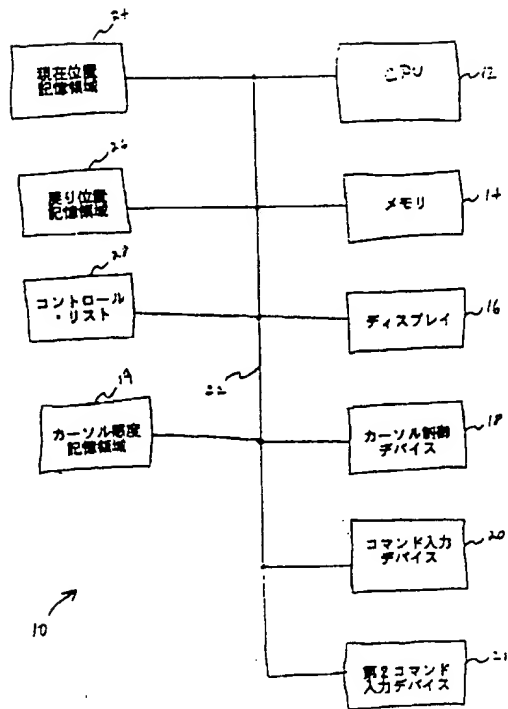 24
現在位置
記憶領域
CPU
12
26
戻り位置
記憶領域
メモリ
14
28
コントロール
・リスト
ディスプレイ
16
22
19
カーソル感度
記憶領域
カーソル制御
デバイス
18
コマンド入力
デバイス
20
10
第2コマンド
入力デバイス
21